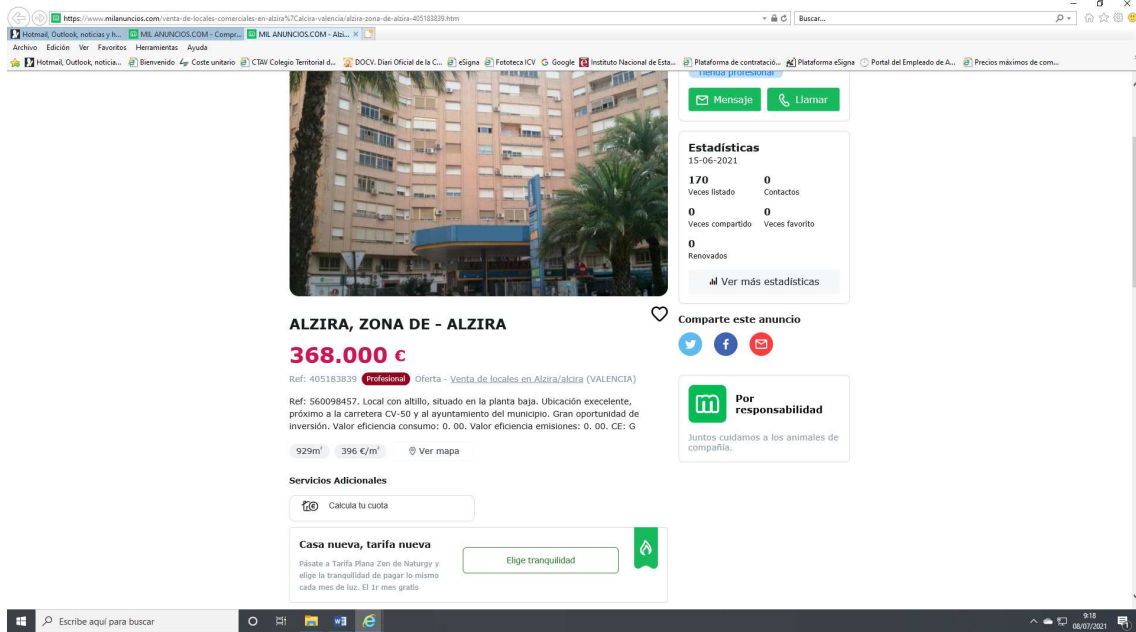 https://www.milanuncios.com/venta-de-locales-comerciales-en-alzira%7Calcira-valencia/alzira-zona-de-alzira-405183839.htm
Buscar...
Hotmail, Outlook, noticias y h...
MIL ANUNCIOS.COM - Compr...
MIL ANUNCIOS.COM - Alzi...
Archivo Edición Ver Favoritos Herramientas Ayuda
Hotmail, Outlook, noticia... Bienvenido Coste unitario CTAV Colegio Territorial d... DOCV. Diari Oficial de la C... eSigna Fototeca ICV Google Instituto Nacional de Esta... Plataforma de contratació... Plataforma eSigna Portal del Empleado de A... Precios máximos de com...
Tienda profesional
Mensaje
Llamar
Estadísticas
15-06-2021
170 0
Veces listado Contactos
0 0
Veces compartido Veces favorito
0
Renovados
Ver más estadísticas
ALZIRA, ZONA DE - ALZIRA
368.000 €
Ref: 405183839 Profesional Oferta - Venta de locales en Alzira/alcira (VALENCIA)
Ref: 560098457. Local con altillo, situado en la planta baja. Ubicación execelente,
próximo a la carretera CV-50 y al ayuntamiento del municipio. Gran oportunidad de
inversión. Valor eficiencia consumo: 0. 00. Valor eficiencia emisiones: 0. 00. CE: G
929m² 396 €/m² Ver mapa
Servicios Adicionales
Calcula tu cuota
Casa nueva, tarifa nueva
Pásate a Tarifa Plana Zen de Naturgy y
elige la tranquilidad de pagar lo mismo
cada mes de luz. El 1r mes gratis
Elige tranquilidad
Comparte este anuncio
Por
responsabilidad
Juntos cuidamos a los animales de
compañía.
Escribe aquí para buscar
9:18
08/07/2021